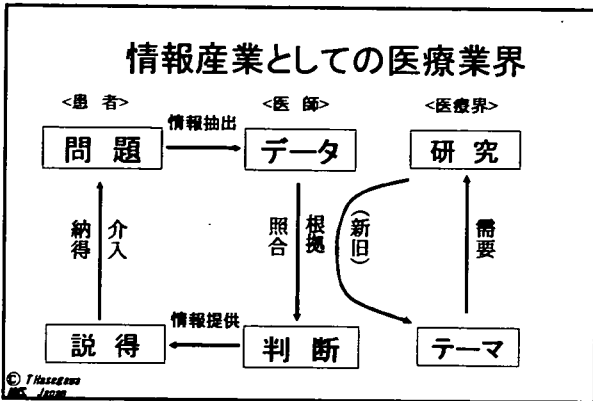 情報産業としての医療業界
<患 者>
<医 師>
<医療界>
問 題
情報抽出
データ
研 究
納得
介入
照合
根拠
(新旧)
需要
説 得
情報提供
判 断
テーマ
© T Hasegawa
Japan